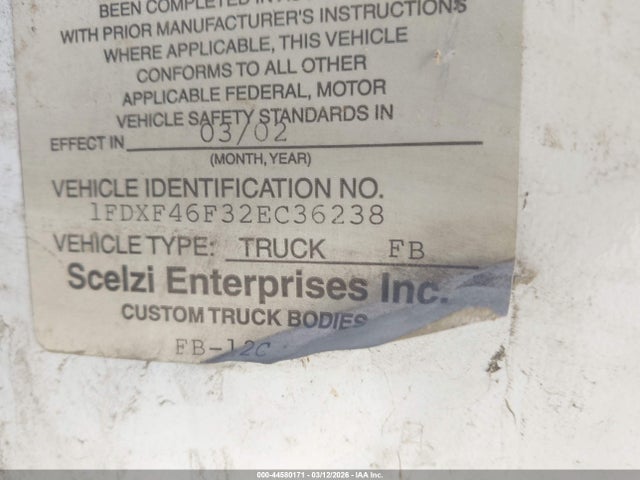 BEEN COMPLETED IN
WITH PRIOR MANUFACTURER'S INSTRUCTIONS
WHERE APPLICABLE, THIS VEHICLE
CONFORMS TO ALL OTHER
APPLICABLE FEDERAL, MOTOR
VEHICLE SAFETY STANDARDS IN
EFFECT IN 03/02
(MONTH, YEAR)
VEHICLE IDENTIFICATION NO.
1FDXF46F32EC36238
VEHICLE TYPE: TRUCK FB
Scelzi Enterprises Inc.
CUSTOM TRUCK BODIES
FB-12C
000-44580171 - 03/12/2026 - IAA Inc.